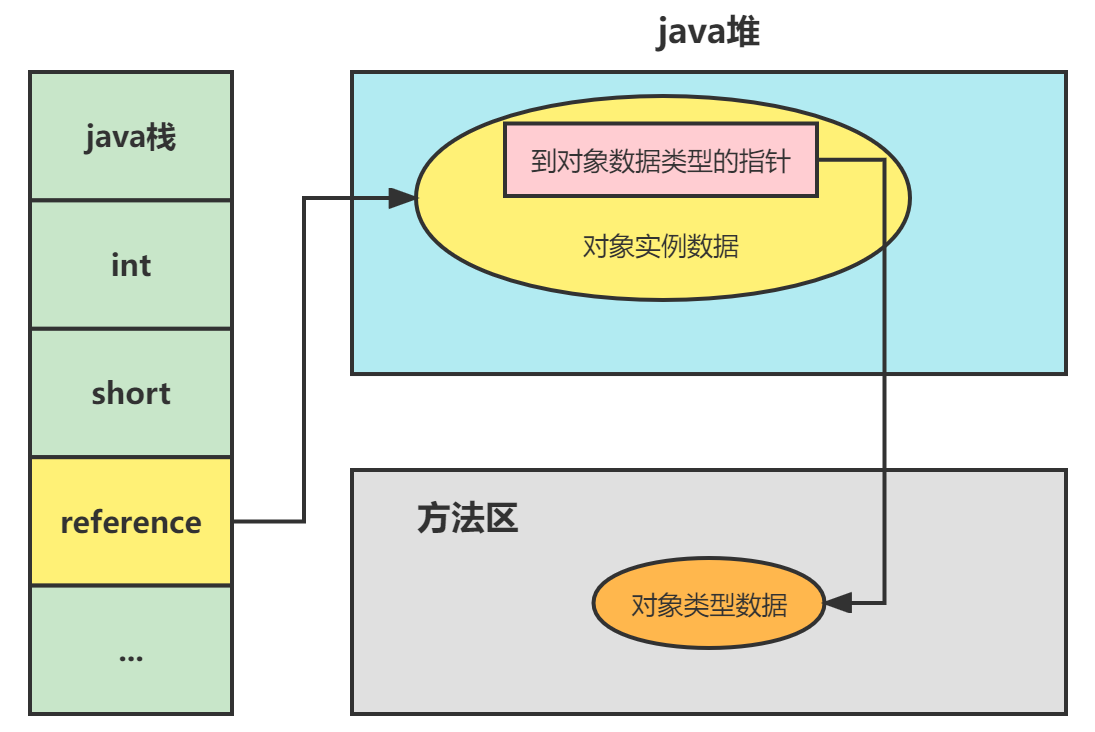 java堆
java栈
int
short
reference
...
到对象数据类型的指针
对象实例数据
方法区
对象类型数据